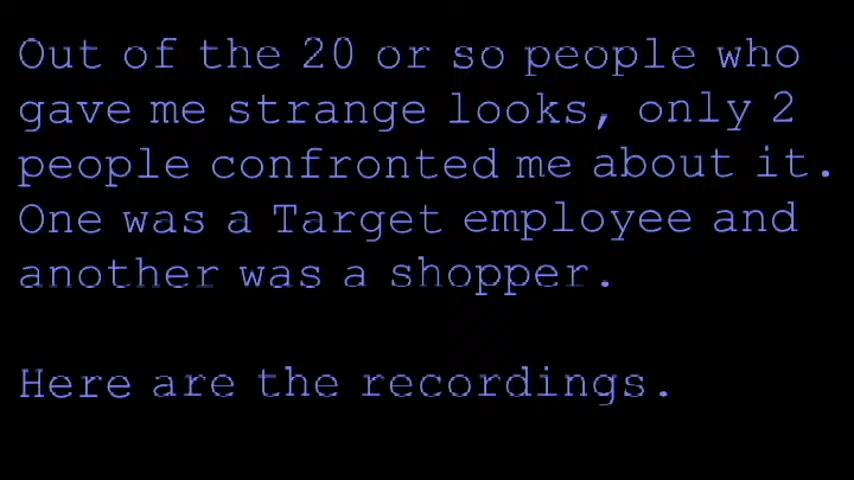 Out of the 20 or so people who
gave me strange looks, only 2
people confronted me about it.
One was a Target employee and
another was a shopper.
Here are the recordings.